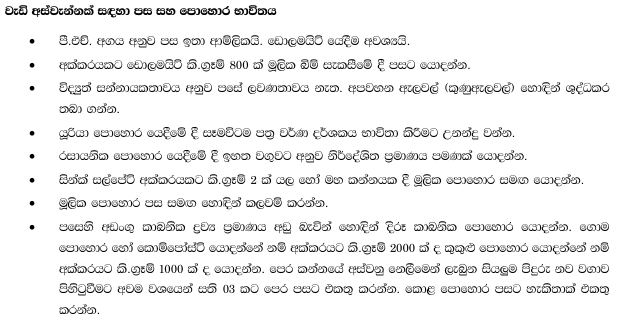 වැඩි අස්වැන්නක් සඳහා පස සහ පොහොර භාවිතය
• පී.එච්. අගය අනුව පස ඉතා ආම්ලිකයි. ඩොලමයිට් යෙදීම අවශ්‍යයි.
• අක්කරයකට ඩොලමයිට් කි.ග්‍රෑම් 800 ක් මූලික බිම් සැකසීමේ දී පසට යොදන්න.
• විද්‍යුත් සන්නායකතාවය අනුව පසේ ලවණතාවය නැත. අපවහන ඇලවල් (කුණුඇලවල්) හොඳින් ශුද්ධකර
තබා ගන්න.
• යූරියා පොහොර යෙදීමේ දී සෑමවිටම පත්‍ර වර්ණ දර්ශකය භාවිතා කිරීමට උනන්දු වන්න.
• රසායනික පොහොර යෙදීමේ දී ඉහත වගුවට අනුව නිර්දේශිත ප්‍රමාණය පමණක් යොදන්න.
• සින්ක් සල්පේට් අක්කරයකට කි.ග්‍රෑම් 2 ක් යල හෝ මහ කන්නයක දී මූලික පොහොර සමඟ යොදන්න.
• මූලික පොහොර පස සමඟ හොඳින් කලවම් කරන්න.
• පසෙහි අඩංගු කාබනික ද්‍රව්‍ය ප්‍රමාණය අඩු බැවින් හොඳින් දිරූ කාබනික පොහොර යොදන්න. ගොම
පොහොර හෝ කොම්පෝස්ට් යොදන්නේ නම් අක්කරයට කි.ග්‍රෑම් 2000 ක් ද කුකුළු පොහොර යොදන්නේ නම්
අක්කරයට කි.ග්‍රෑම් 1000 ක් ද යොදන්න. පෙර කන්නයේ අස්වනු නෙලීමෙන් ලැබුන සියලුම පිදුරු නව වගාව
පිහිටුවීමට අවම වශයෙන් සති 03 කට පෙර පසට එකතු කරන්න. කොළ පොහොර පසට හැකිතාක් එකතු
කරන්න.